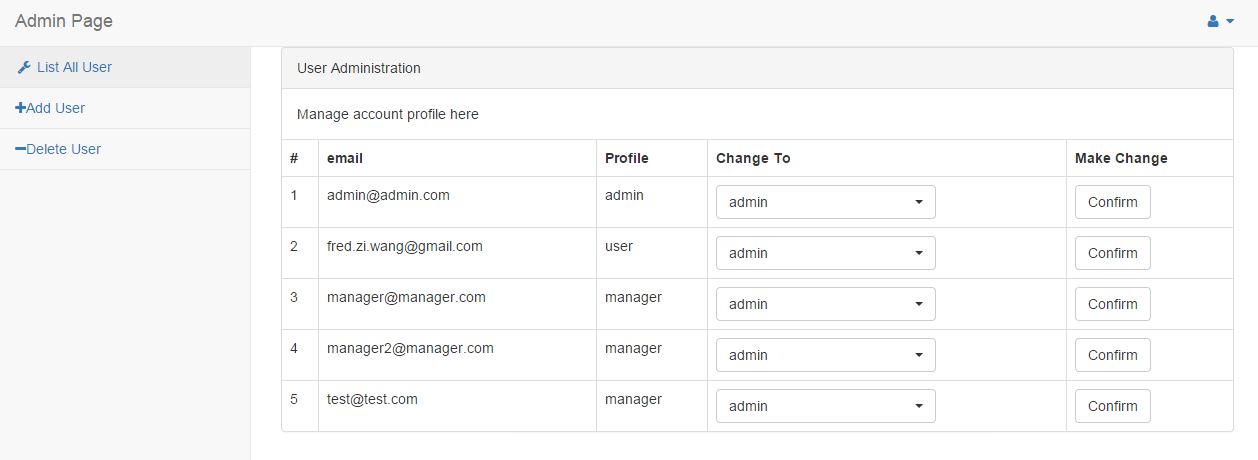 Admin Page
List All User
Add User
Delete User
User Administration
Manage account profile here
# email Profile Change To Make Change
1 admin@admin.com admin admin Confirm
2 fred.zi.wang@gmail.com user admin Confirm
3 manager@manager.com manager admin Confirm
4 manager2@manager.com manager admin Confirm
5 test@test.com manager admin Confirm